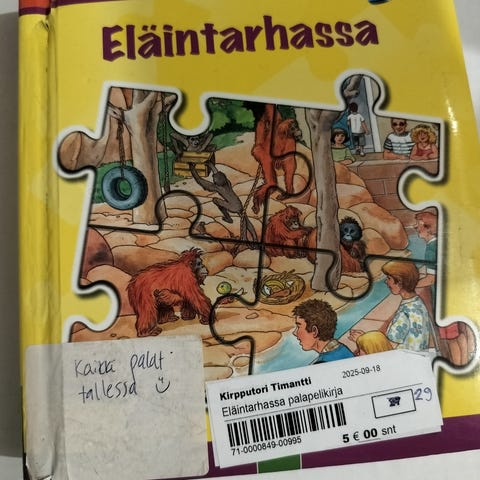 Eläintarhassa
Kaikki palat
tallessa
Kirpputori Timantti
2025-09-18
Eläintarhassa palapelikirja
29
71-0000849-00995
5 € 00 snt